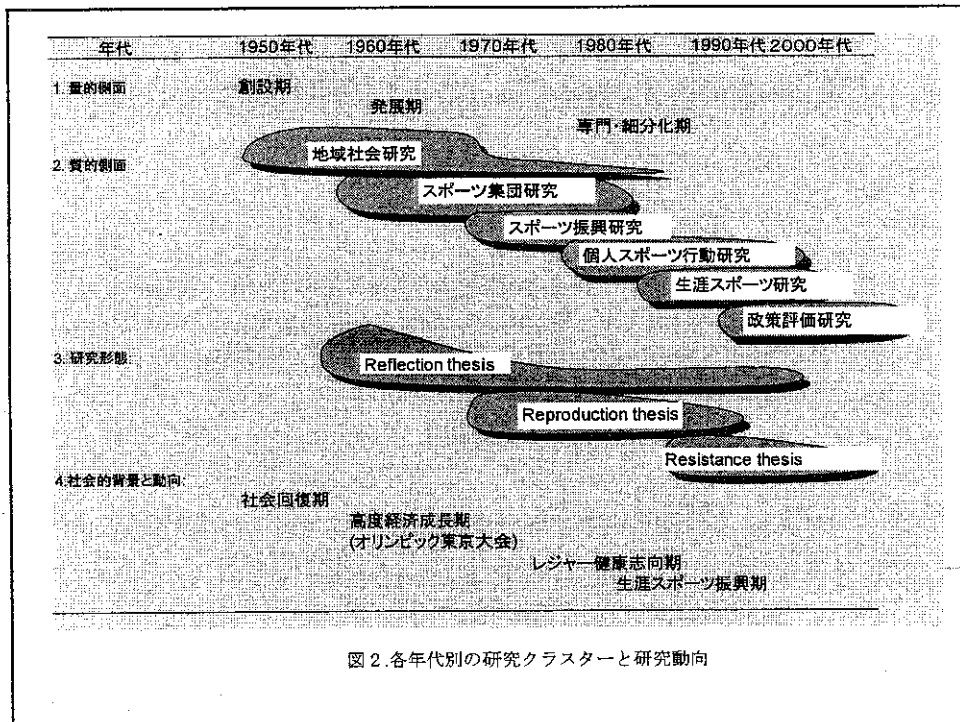 年代 1950年代 1960年代 1970年代 1980年代 1990年代 2000年代
1. 量的側面 創設期
発展期
専門・細分化期
地域社会研究
2. 質的側面
スポーツ集団研究
スポーツ振興研究
個人スポーツ行動研究
生涯スポーツ研究
政策評価研究
3. 研究形態:
Reflection thesis
Reproduction thesis
Resistance thesis
4.社会的背景と動向:
社会回復期
高度経済成長期
(オリンピック東京大会)
レジャー健康志向期
生涯スポーツ振興期
図2.各年代別の研究クラスターと研究動向